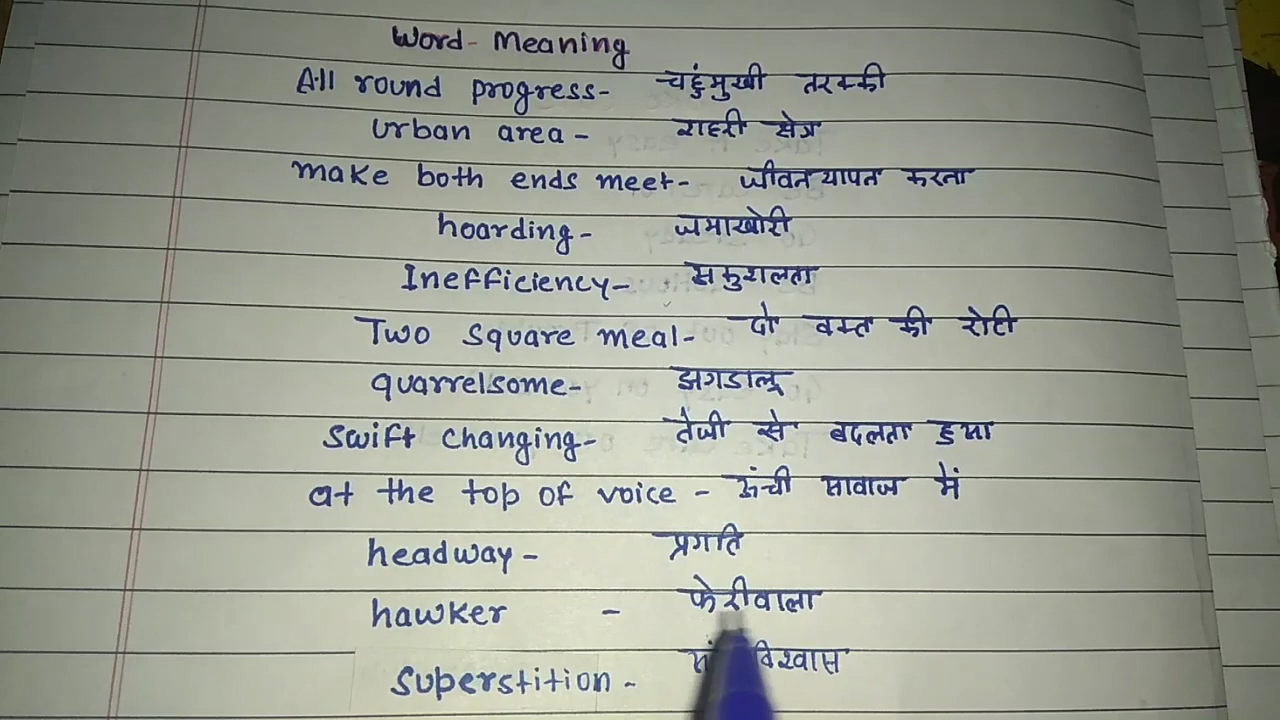 Word- Meaning
All round progress- चहुंमुखी तरक्की
Urban area - शहरी क्षेत्र
make both ends meet- जीवनयापन करना
hoarding - जमाखोरी
Inefficiency- अकुशलता
Two square meal- दो वक्त की रोटी
quarrelsome- झगडालू
swift changing- तेजी से बदलता हुआ
at the top of voice - ऊंची आवाज में
headway - प्रगति
hawker - फेरीवाला
superstition - विश्वास